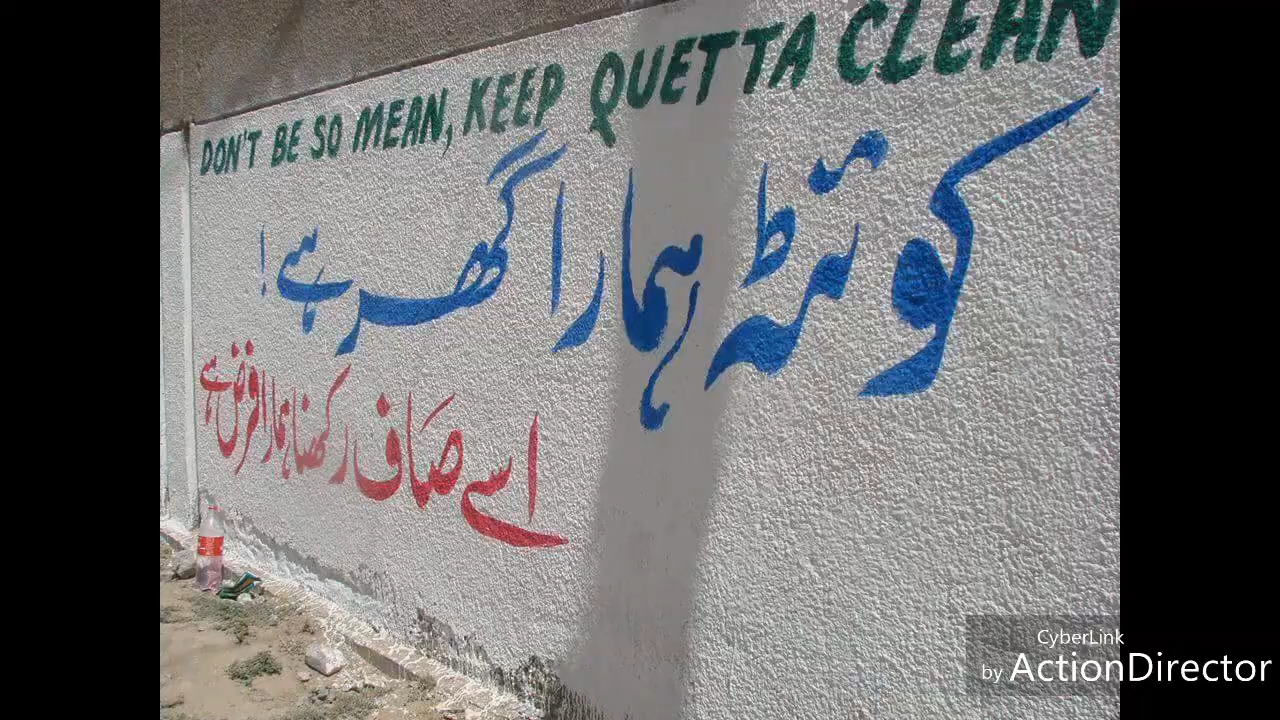 DON'T BE SO MEAN, KEEP QUETTA CLEAN
کوئٹہ ہمارا گھر ہے!
اسے صاف رکھنا ہمارا فرض ہے
CyberLink
by ActionDirector